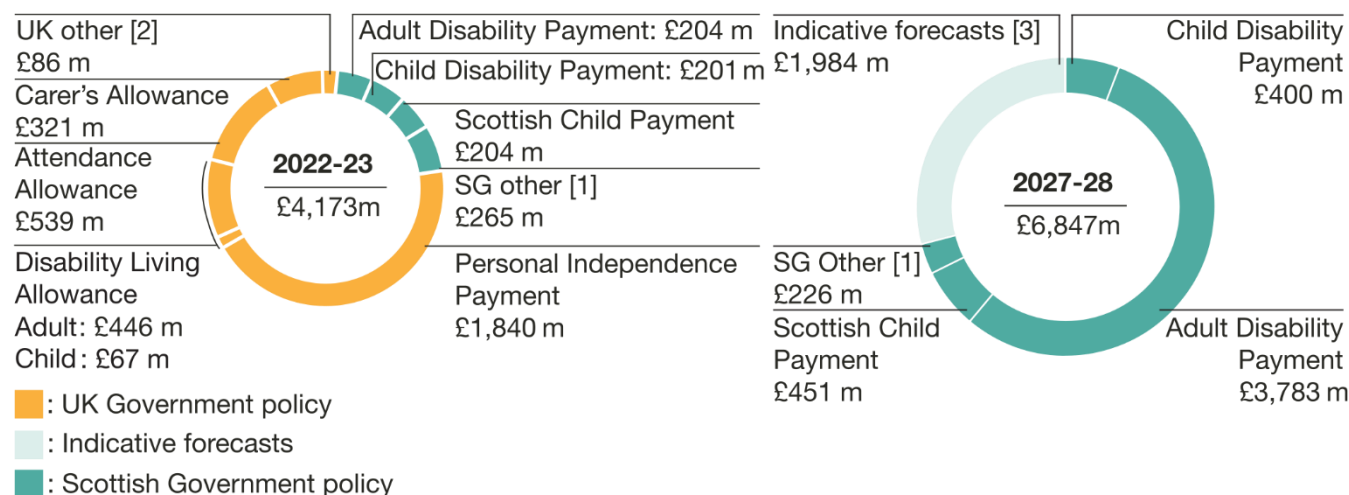 UK other [2]
£86 m
Carer's Allowance
£321 m
Attendance
Allowance
£539 m
Disability Living
Allowance
Adult: £446 m
Child: £67 m
2022-23
£4,173m
Adult Disability Payment: £204 m
Child Disability Payment: £201 m
Scottish Child Payment
£204 m
SG other [1]
£265 m
Personal Independence
Payment
£1,840 m
Indicative forecasts [3]
£1,984 m
SG Other [1]
£226 m
Scottish Child
Payment
£451 m
2027-28
£6,847m
Child Disability
Payment
£400 m
Adult Disability
Payment
£3,783 m
: UK Government policy
: Indicative forecasts
: Scottish Government policy